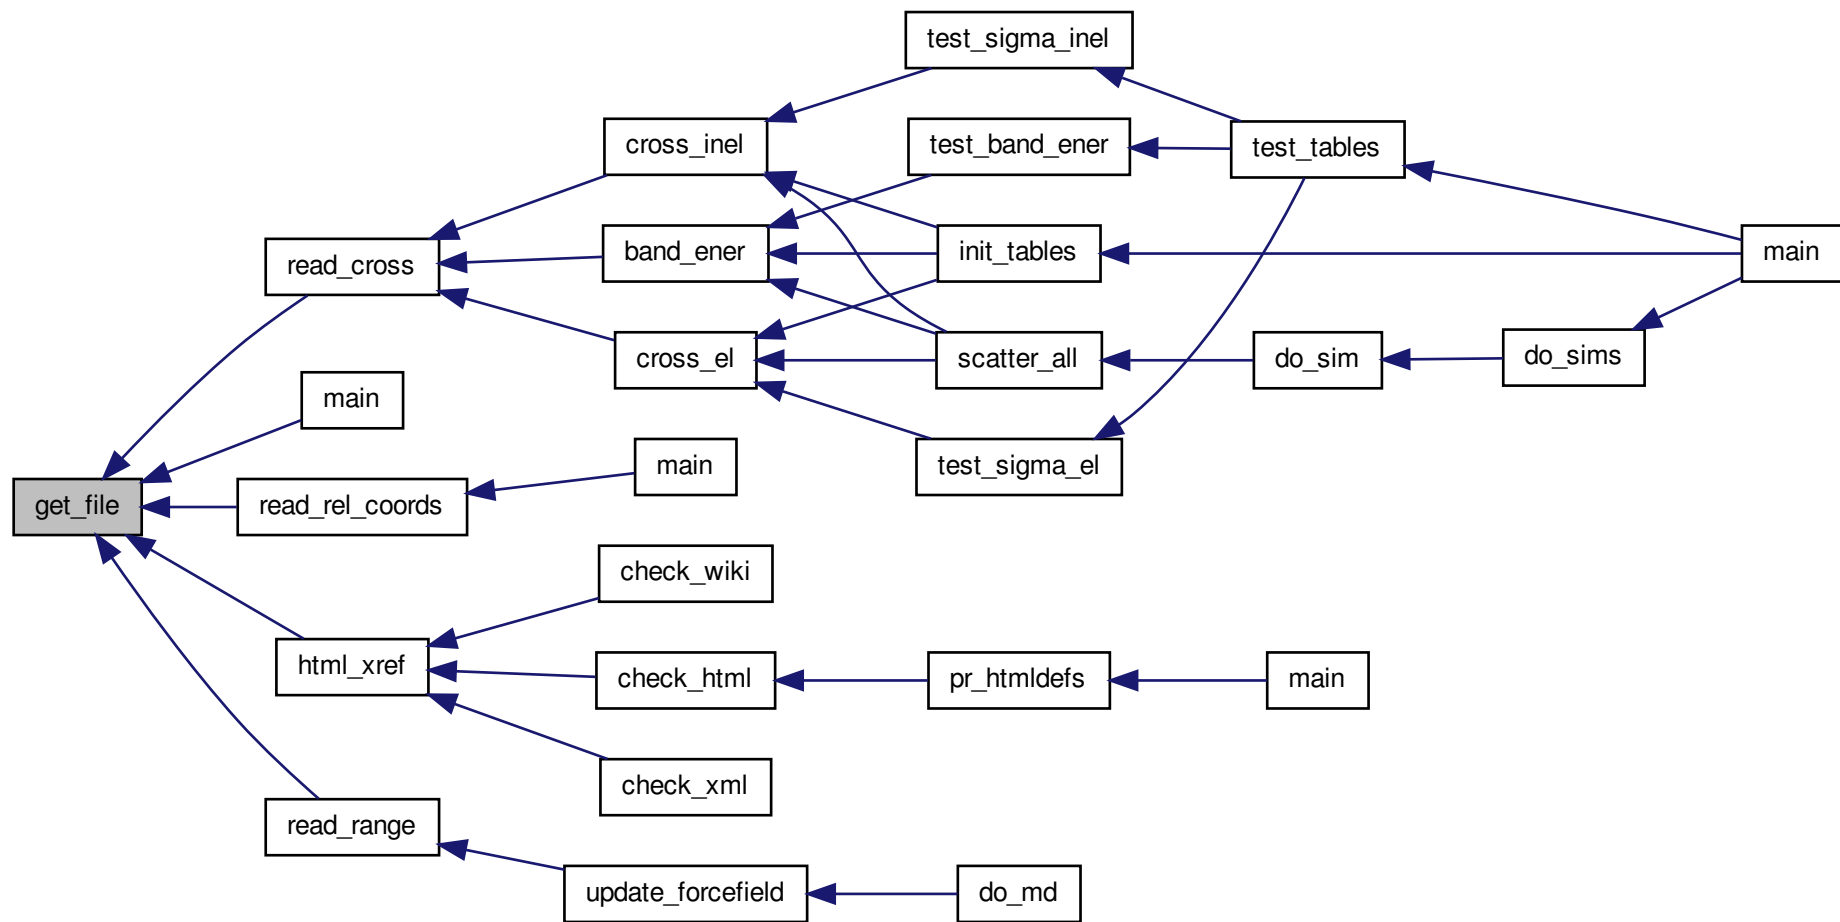 test_sigma_inel
cross_inel
test_band_ener
test_tables
read_cross
band_ener
init_tables
main
cross_el
scatter_all
do_sim
do_sims
main
main
test_sigma_el
get_file
read_rel_coords
check_wiki
html_xref
check_html
pr_htmldefs
main
check_xml
read_range
update_forcefield
do_md